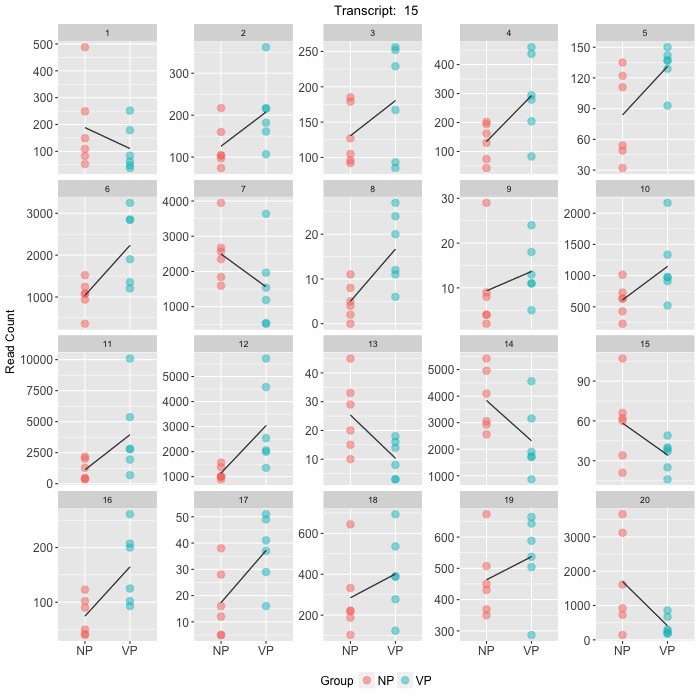 Transcript: 15
1 2 3 4 5
500 400 300 200 100
300 200 100
250 200 150 100
400 300 200 100
150 120 90 60 30
6 7 8 9 10
3000 2000 1000
4000 3000 2000 1000
20 10 0
30 20 10
2000 1500 1000 500
Read Count
11 12 13 14 15
10000 7500 5000 2500 0
5000 4000 3000 2000 1000
40 30 20 10
5000 4000 3000 2000 1000
90 60 30
16 17 18 19 20
200 100
50 40 30 20 10
600 400 200
600 500 400 300
3000 2000 1000 0
NP VP NP VP NP VP NP VP NP VP
Group NP VP